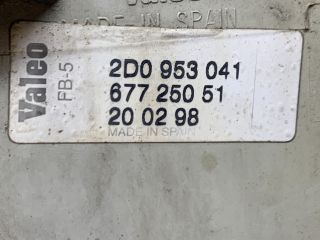 MADE IN SPAIN
Valeo
FB-5
2D0 953 041
677 250 51
20 02 98
MADE IN SPAIN